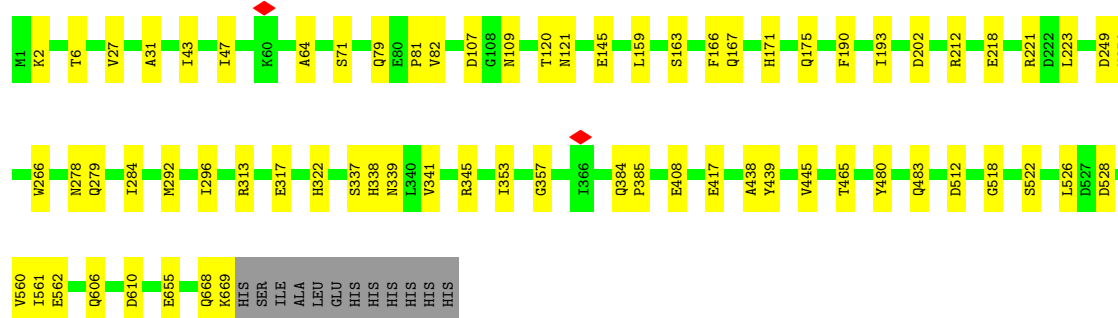 M1 K2 T6 V27 A31 I43 I47 K60 A64 S71 Q79 E80 P81 V82 D107 G108 N109 T120 N121 E145 L159 S163 F166 Q167 H171 Q175 F190 I193 D202 R212 E218 R221 D222 L223 D249
W266 N278 Q279 I284 M292 I296 R313 E317 H322 S337 H338 N339 L340 V341 R345 I353 G357 I366 Q384 P385 E408 E417 A438 Y439 V445 T465 Y480 Q483 D512 G518 S522 L526 D527 D528
V560 I561 E562 Q606 D610 E655 Q668 K669 HIS SER ILE ALA LEU GLU HIS HIS HIS HIS HIS HIS